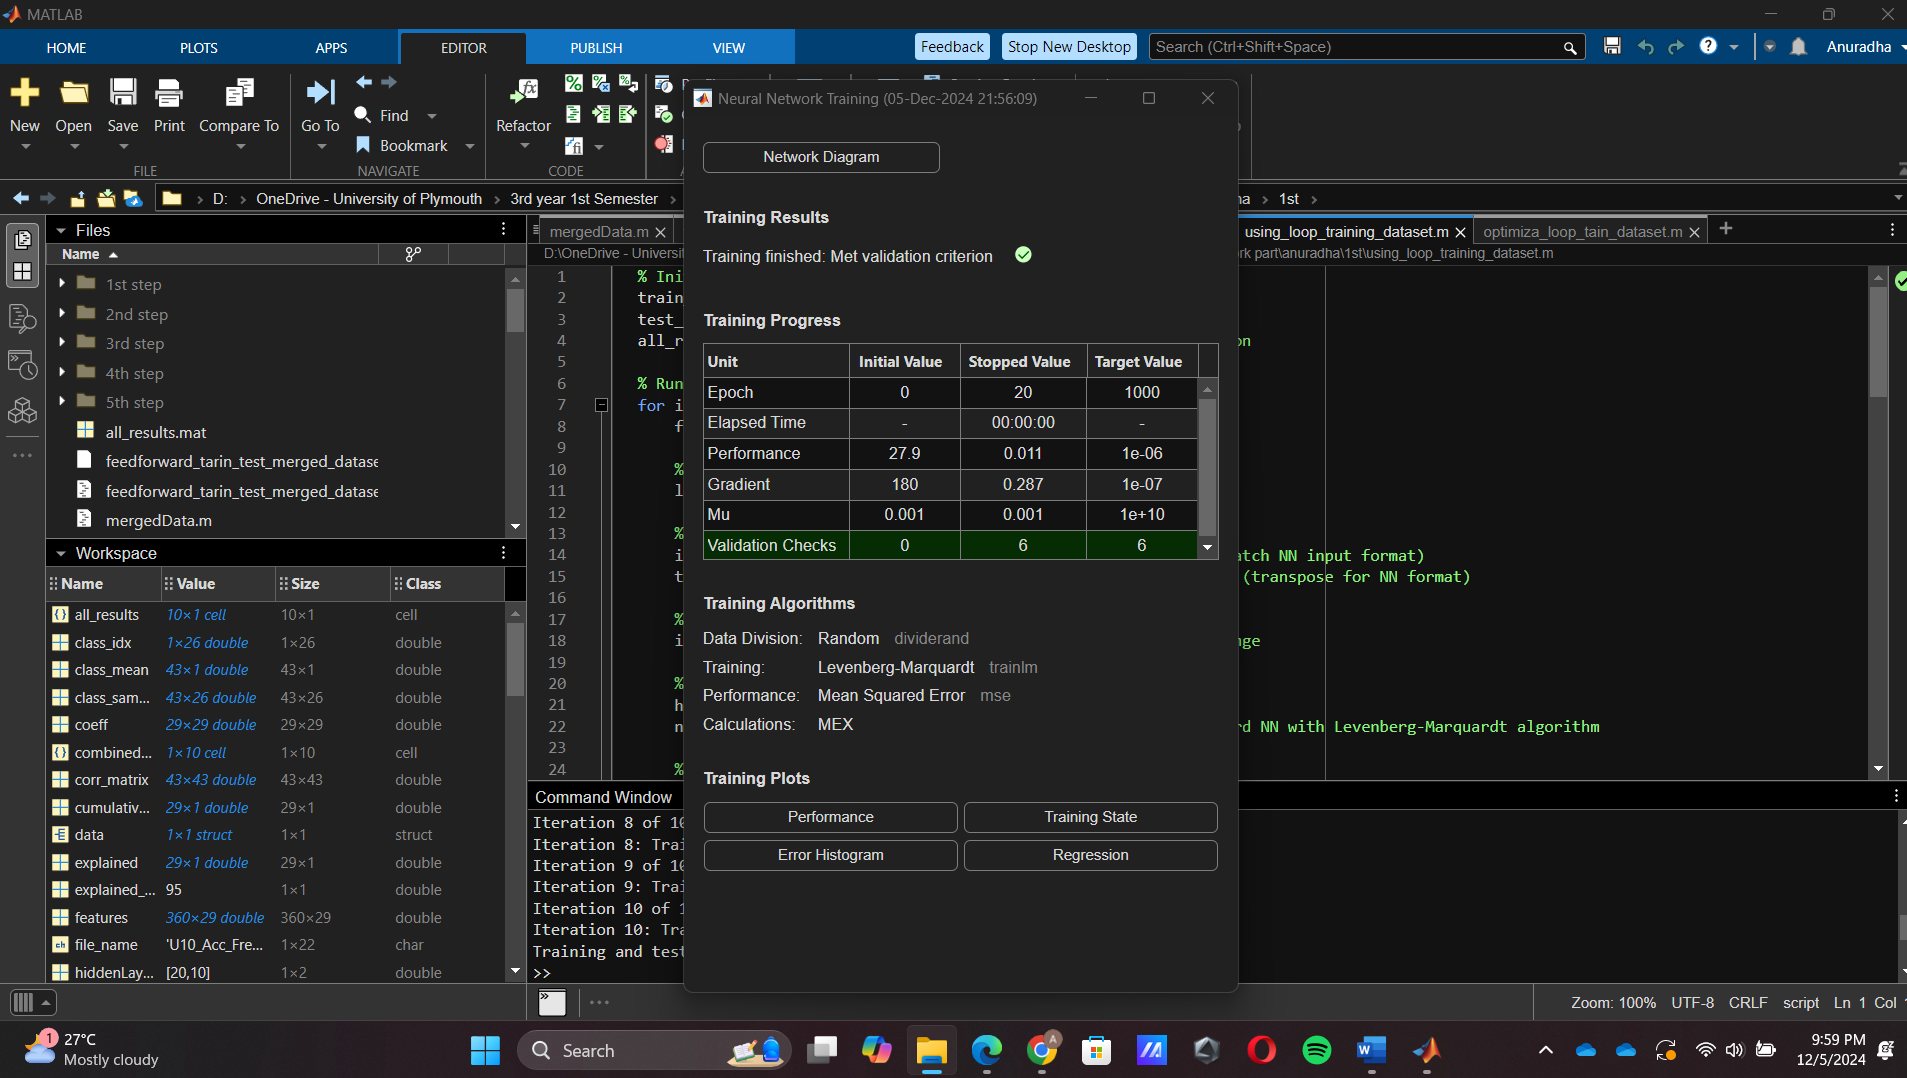 MATLAB
HOME PLOTS APPS EDITOR PUBLISH VIEW Feedback Stop New Desktop Search (Ctrl+Shift+Space) Anuradha
New Open Save Print Compare To Go To Find Bookmark Refactor
FILE NAVIGATE CODE
D: OneDrive - University of Plymouth 3rd year 1st Semester 1st
Files
Name
1st step
2nd step
3rd step
4th step
5th step
all_results.mat
feedforward_tarin_test_merged_datase
feedforward_tarin_test_merged_datase
mergedData.m
Workspace
Name Value Size Class
all_results 10×1 cell 10×1 cell
class_idx 1×26 double 1×26 double
class_mean 43×1 double 43×1 double
class_sam... 43×26 double 43×26 double
coeff 29×29 double 29×29 double
combined... 1×10 cell 1×10 cell
corr_matrix 43×43 double 43×43 double
cumulativ... 29×1 double 29×1 double
data 1×1 struct 1×1 struct
explained 29×1 double 29×1 double
explained_... 95 1×1 double
features 360×29 double 360×29 double
file_name 'U10_Acc_Fre... 1×22 char
hiddenLay... [20,10] 1×2 double
mergedData.m using_loop_training_dataset.m optimiza_loop_tain_dataset.m
D:\OneDrive - Universi rk part\anuradha\1st\using_loop_training_dataset.m
1 % Ini
2 train
3 test_
4 all_r on
5
6 % Run
7 for i
8 f
9
10 %
11 l
12
13 %
14 i atch NN input format)
15 t (transpose for NN format)
16
17 %
18 i nge
19
20 %
21 h
22 n rd NN with Levenberg-Marquardt algorithm
23
24 %
Command Window
Iteration 8 of 10
Iteration 8: Trai
Iteration 9 of 10
Iteration 9: Trai
Iteration 10 of 1
Iteration 10: Tra
Training and test
>>
Neural Network Training (05-Dec-2024 21:56:09)
Network Diagram
Training Results
Training finished: Met validation criterion
Training Progress
Unit Initial Value Stopped Value Target Value
Epoch 0 20 1000
Elapsed Time - 00:00:00 -
Performance 27.9 0.011 1e-06
Gradient 180 0.287 1e-07
Mu 0.001 0.001 1e+10
Validation Checks 0 6 6
Training Algorithms
Data Division: Random dividerand
Training: Levenberg-Marquardt trainlm
Performance: Mean Squared Error mse
Calculations: MEX
Training Plots
Performance Training State
Error Histogram Regression
Zoom: 100% UTF-8 CRLF script Ln 1 Col
1 27°C
Mostly cloudy
Search
9:59 PM
12/5/2024